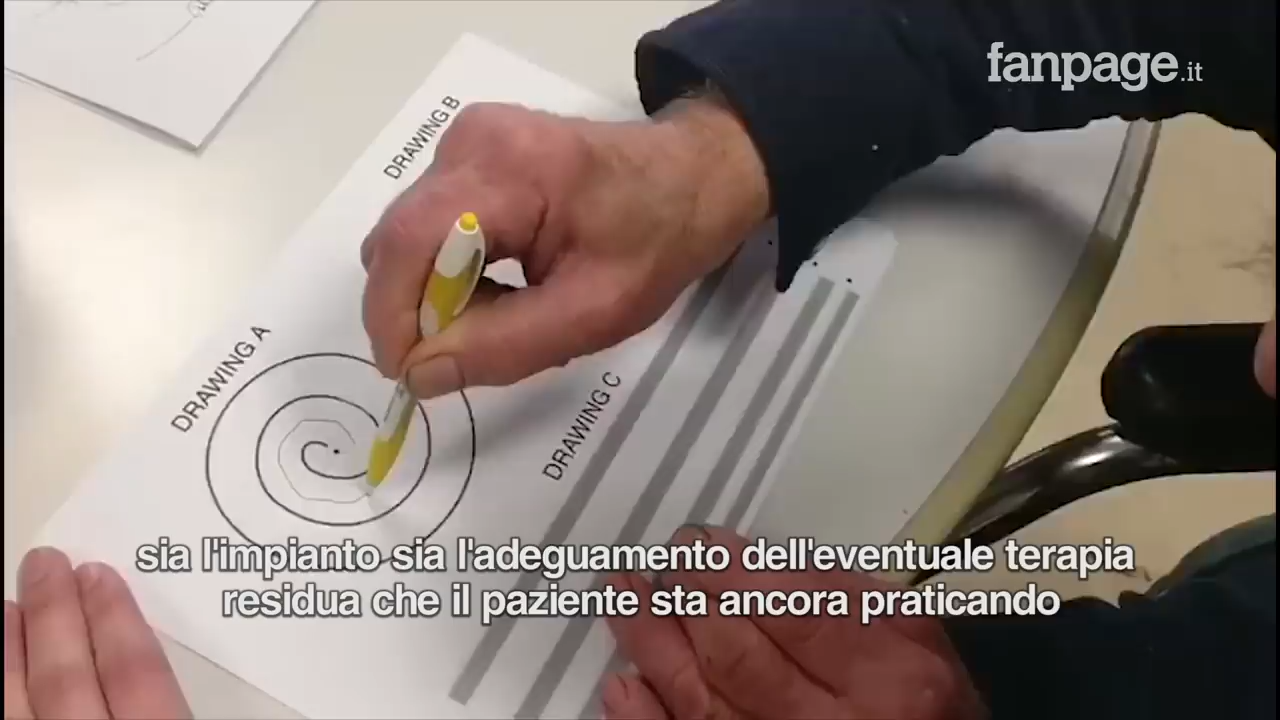 fanpage.it
DRAWING B
DRAWING A
DRAWING C
sia l'impianto sia l'adeguamento dell'eventuale terapia
residua che il paziente sta ancora praticando